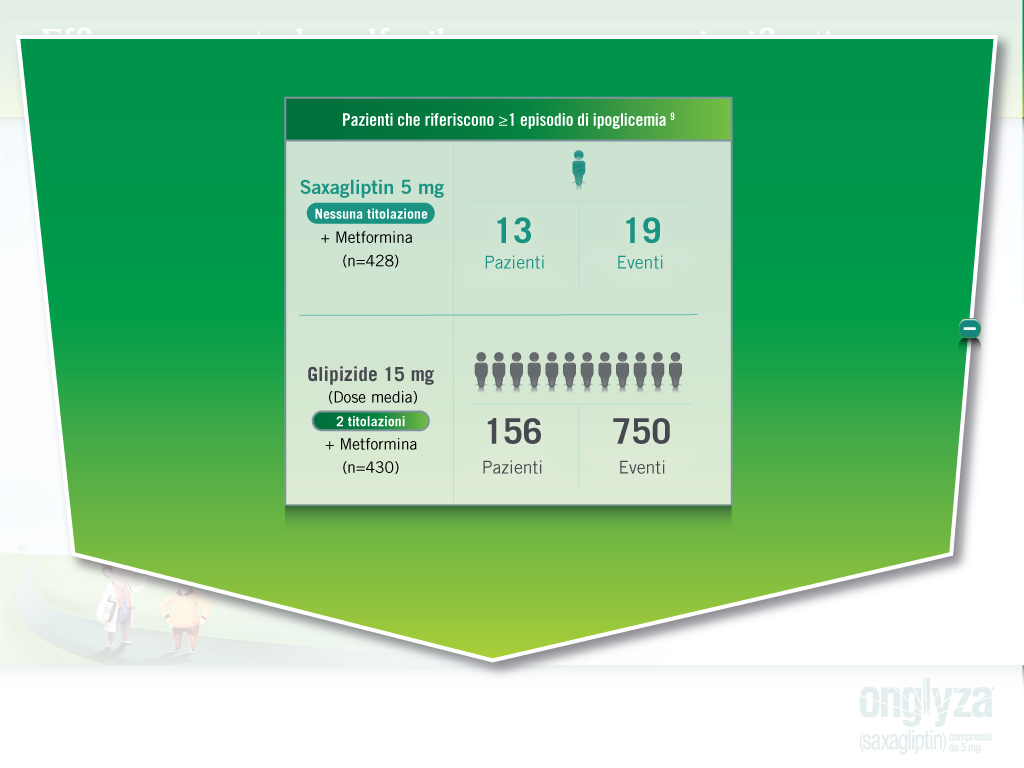 Pazienti che riferiscono ≥1 episodio di ipoglicemia 9
Saxagliptin 5 mg
Nessuna titolazione
+ Metformina
(n=428)
13
Pazienti
19
Eventi
Glipizide 15 mg
(Dose media)
2 titolazioni
+ Metformina
(n=430)
156
Pazienti
750
Eventi
onglyza
(saxagliptin) compresse
da 5 mg